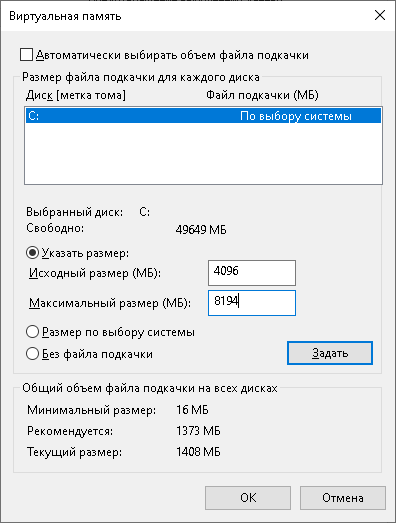 Виртуальная память
Автоматически выбирать объем файла подкачки
Размер файла подкачки для каждого диска
Диск [метка тома] Файл подкачки (МБ)
C: По выбору системы
Выбранный диск: C:
Свободно: 49649 МБ
Указать размер:
Исходный размер (МБ): 4096
Максимальный размер (МБ): 8194
Размер по выбору системы
Без файла подкачки Задать
Общий объем файла подкачки на всех дисках
Минимальный размер: 16 МБ
Рекомендуется: 1373 МБ
Текущий размер: 1408 МБ
ОК Отмена